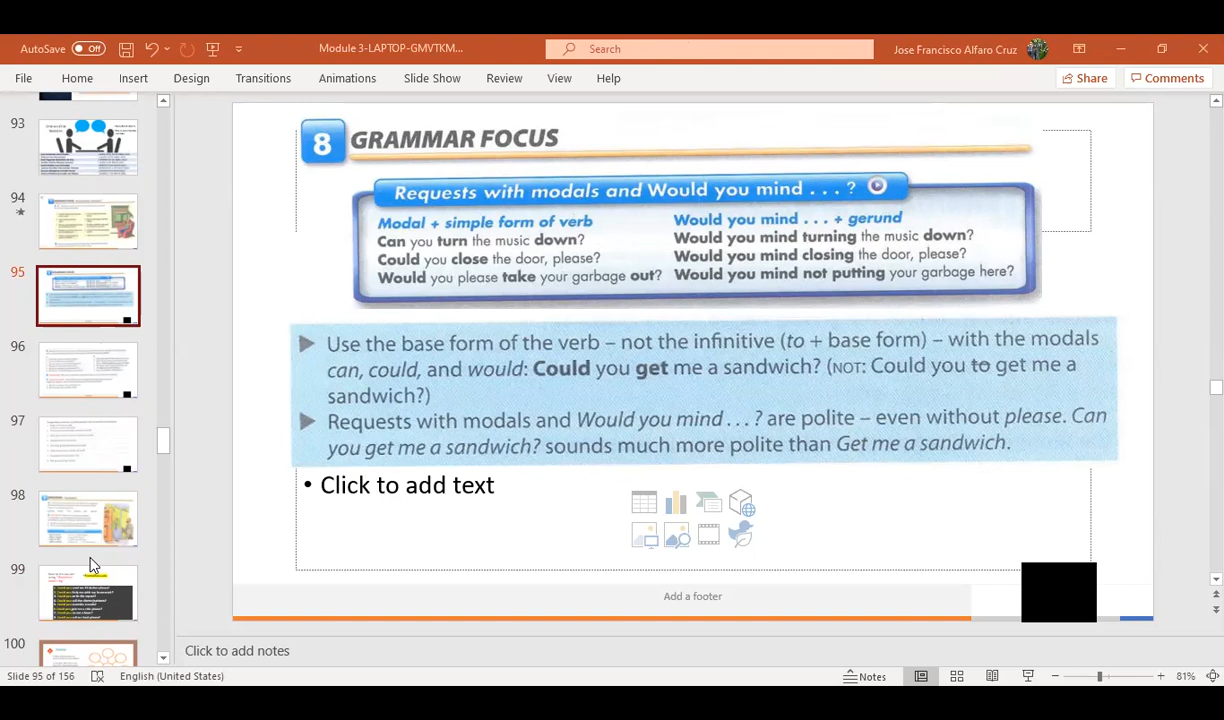 AutoSave Off
Module 3-LAPTOP-GMVTKM...
Search
Jose Francisco Alfaro Cruz
File Home Insert Design Transitions Animations Slide Show Review View Help
Share Comments
93
94
95
96
97
98
99
100
8 GRAMMAR FOCUS
Requests with modals and Would you mind . . . ?
Modal + simple form of verb
Can you turn the music down?
Could you close the door, please?
Would you please take your garbage out?
Would you mind . . . + gerund
Would you mind turning the music down?
Would you mind closing the door, please?
Would you mind not putting your garbage here?
Use the base form of the verb – not the infinitive (to + base form) – with the modals
can, could, and would: Could you get me a sandwich? (NOT: Could you to get me a
sandwich?)
Requests with modals and Would you mind . . . ? are polite – even without please. Can
you get me a sandwich? sounds much more polite than Get me a sandwich.
• Click to add text
Add a footer
Click to add notes
Slide 95 of 156
English (United States)
Notes
81%